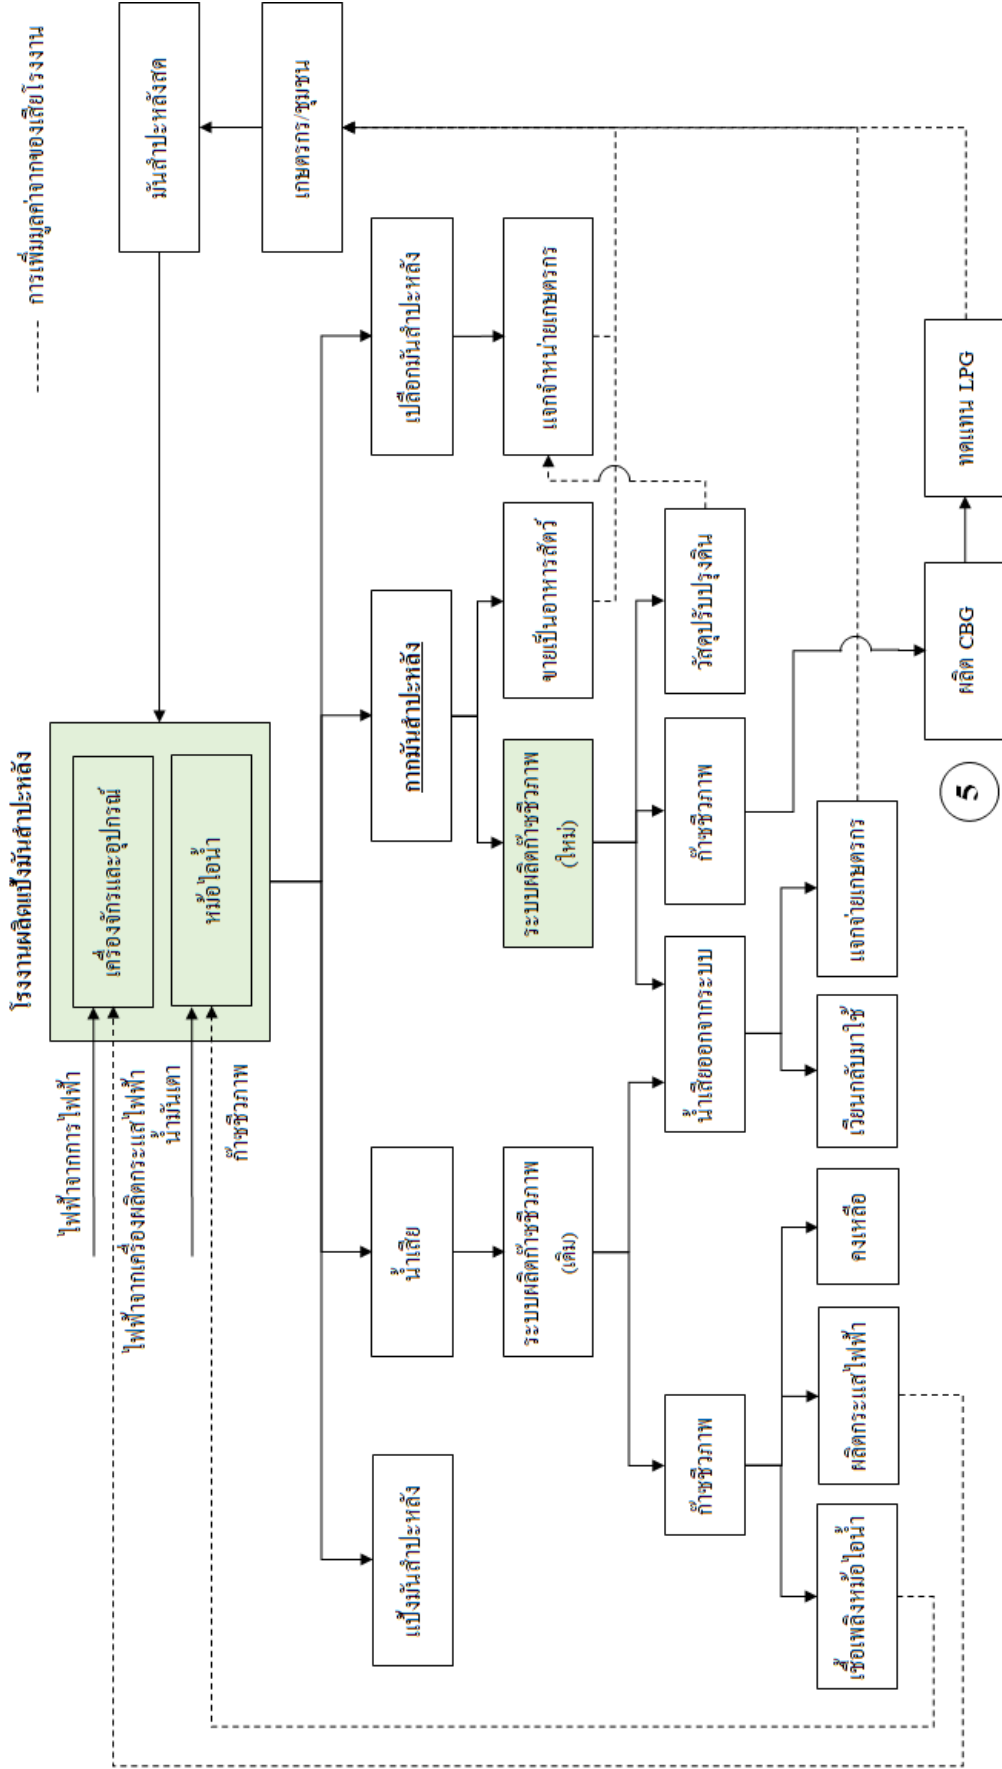 โรงงานผลิตแป้งมันสำปะหลัง
------- การเพิ่มมูลค่าจากของเสียโรงงาน
ไฟฟ้าจากการไฟฟ้า
ไฟฟ้าจากเครื่องผลิตกระแสไฟฟ้า
น้ำมันเตา
ก๊าซชีวภาพ
เครื่องจักรและอุปกรณ์
หม้อไอน้ำ
มันสำปะหลังสด
เกษตรกร/ชุมชน
แป้งมันสำปะหลัง
น้ำเสีย
กากมันสำปะหลัง
เปลือกมันสำปะหลัง
ระบบผลิตก๊าซชีวภาพ
(เดิม)
ระบบผลิตก๊าซชีวภาพ
(ใหม่)
ขายเป็นอาหารสัตว์
แจกจำหน่ายเกษตรกร
ก๊าซชีวภาพ
น้ำเสียออกจากระบบ
ก๊าซชีวภาพ
วัสดุปรับปรุงดิน
เชื้อเพลิงหม้อไอน้ำ
ผลิตกระแสไฟฟ้า
คงเหลือ
เวียนกลับมาใช้
แจกจ่ายเกษตรกร
5
ผลิต CBG
ทดแทน LPG